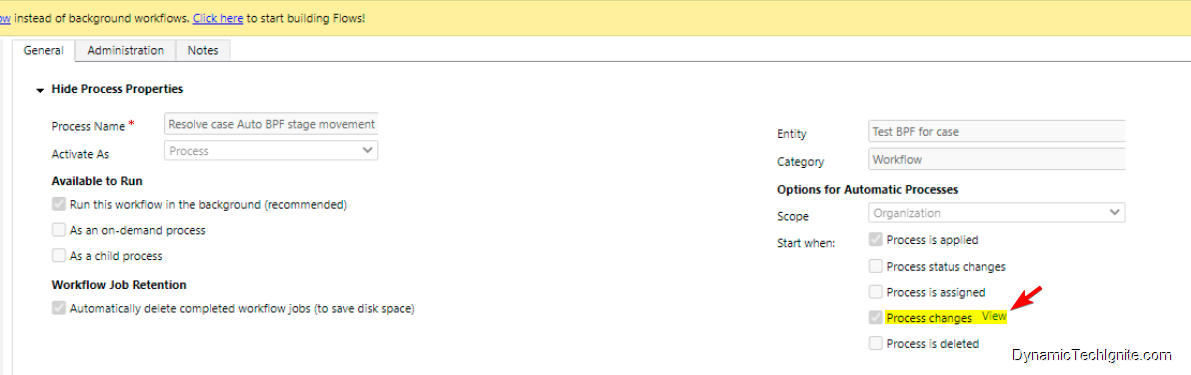 ow instead of background workflows. Click here to start building Flows!
General Administration Notes
Hide Process Properties
Process Name * Resolve case Auto BPF stage movement
Activate As Process
Available to Run
Run this workflow in the background (recommended)
As an on-demand process
As a child process
Workflow Job Retention
Automatically delete completed workflow jobs (to save disk space)
Entity Test BPF for case
Category Workflow
Options for Automatic Processes
Scope Organization
Start when: Process is applied
Process status changes
Process is assigned
Process changes View
Process is deleted
DynamicTechIgnite.com